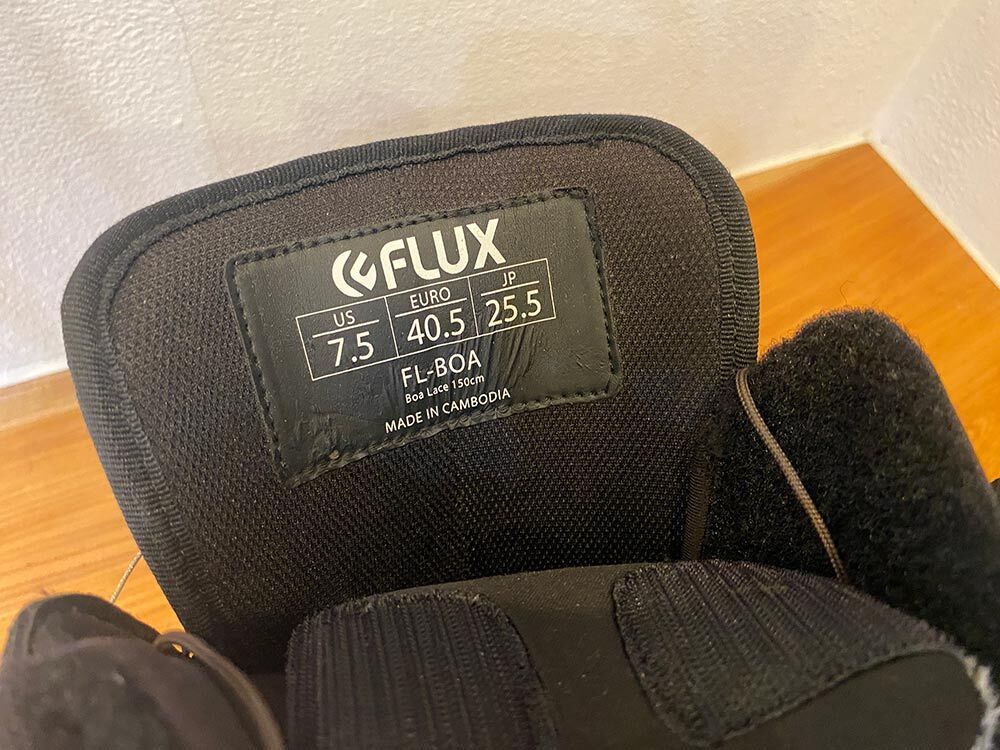 FLUX
US EURO JP
7.5 40.5 25.5
FL-BOA
Boa Lace 150cm
MADE IN CAMBODIA